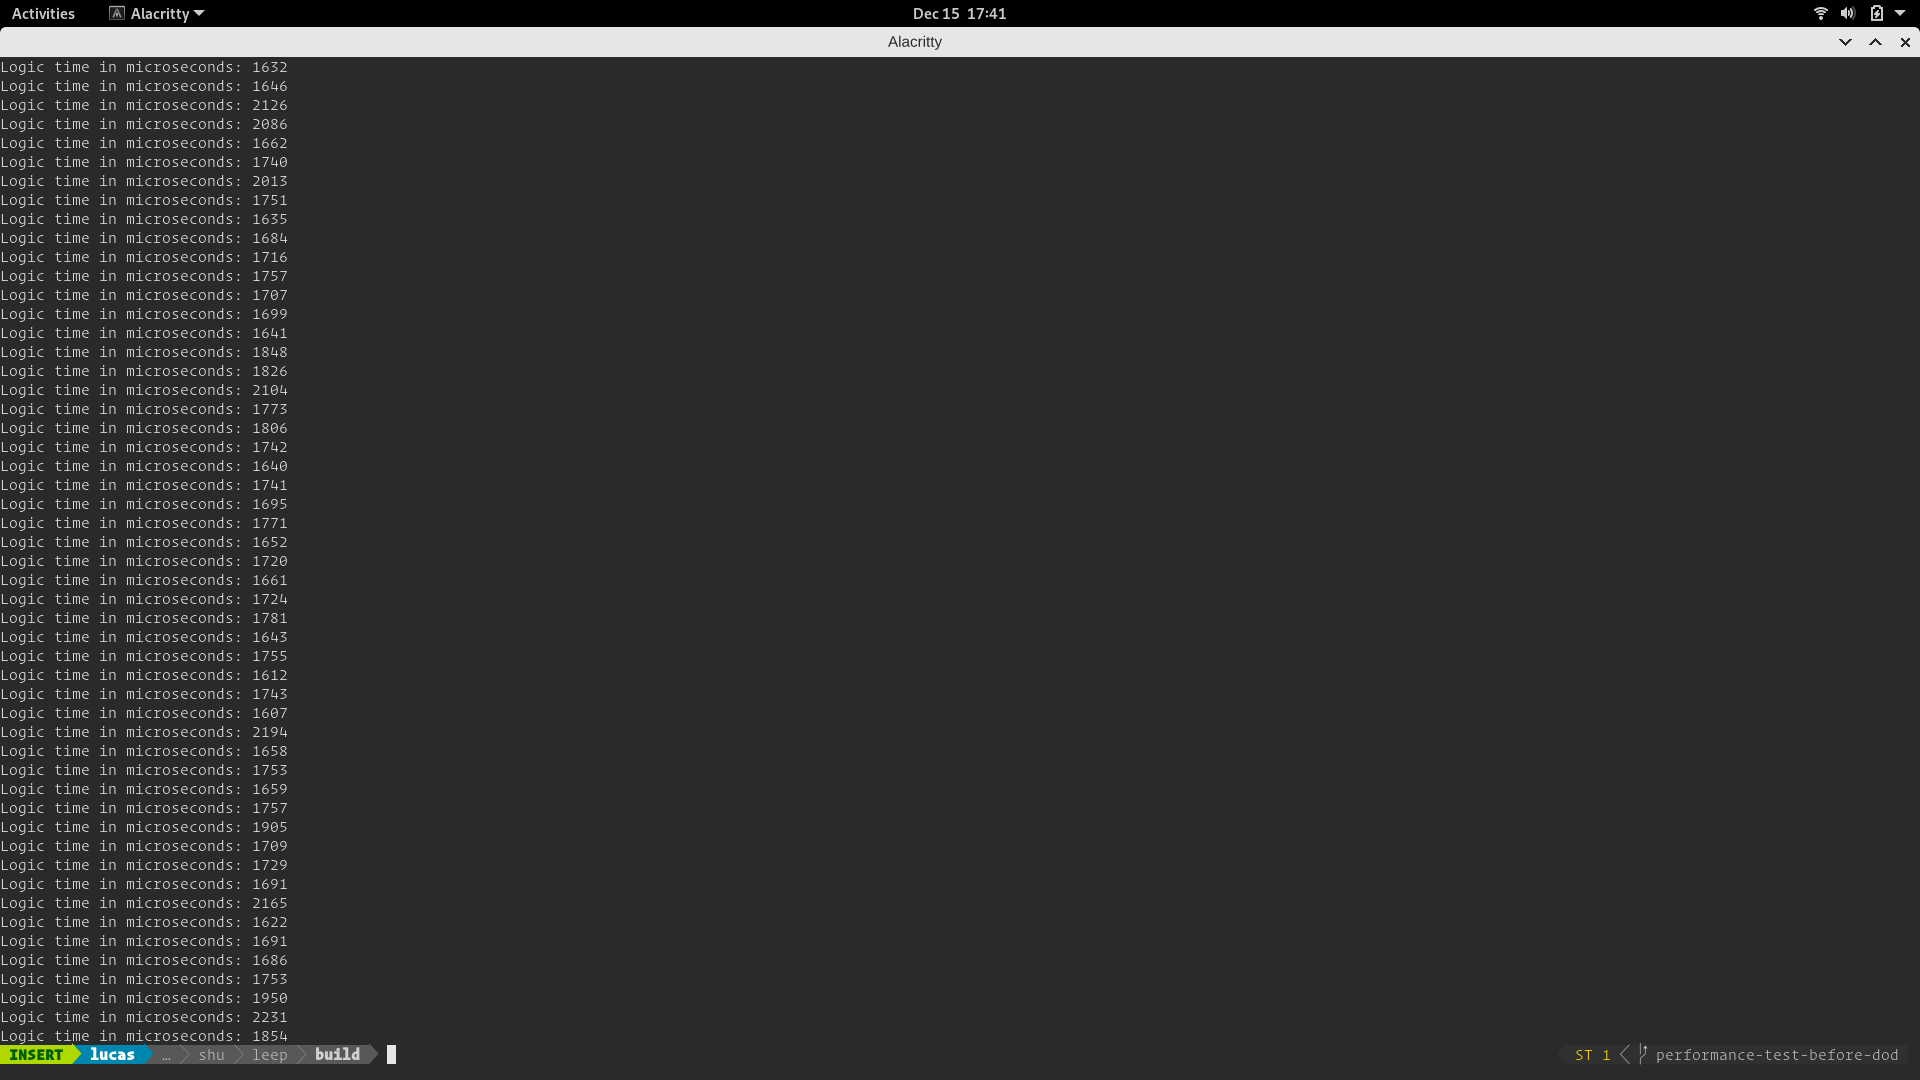 Activities Alacritty Dec 15 17:41
Alacritty
Logic time in microseconds: 1632
Logic time in microseconds: 1646
Logic time in microseconds: 2126
Logic time in microseconds: 2086
Logic time in microseconds: 1662
Logic time in microseconds: 1740
Logic time in microseconds: 2013
Logic time in microseconds: 1751
Logic time in microseconds: 1635
Logic time in microseconds: 1684
Logic time in microseconds: 1716
Logic time in microseconds: 1757
Logic time in microseconds: 1707
Logic time in microseconds: 1699
Logic time in microseconds: 1641
Logic time in microseconds: 1848
Logic time in microseconds: 1826
Logic time in microseconds: 2104
Logic time in microseconds: 1773
Logic time in microseconds: 1806
Logic time in microseconds: 1742
Logic time in microseconds: 1640
Logic time in microseconds: 1741
Logic time in microseconds: 1695
Logic time in microseconds: 1771
Logic time in microseconds: 1652
Logic time in microseconds: 1720
Logic time in microseconds: 1661
Logic time in microseconds: 1724
Logic time in microseconds: 1781
Logic time in microseconds: 1643
Logic time in microseconds: 1755
Logic time in microseconds: 1612
Logic time in microseconds: 1743
Logic time in microseconds: 1607
Logic time in microseconds: 2194
Logic time in microseconds: 1658
Logic time in microseconds: 1753
Logic time in microseconds: 1659
Logic time in microseconds: 1757
Logic time in microseconds: 1905
Logic time in microseconds: 1709
Logic time in microseconds: 1729
Logic time in microseconds: 1691
Logic time in microseconds: 2165
Logic time in microseconds: 1622
Logic time in microseconds: 1691
Logic time in microseconds: 1686
Logic time in microseconds: 1753
Logic time in microseconds: 1950
Logic time in microseconds: 2231
Logic time in microseconds: 1854
INSERT lucas … shu leep build ST 1 performance-test-before-dod